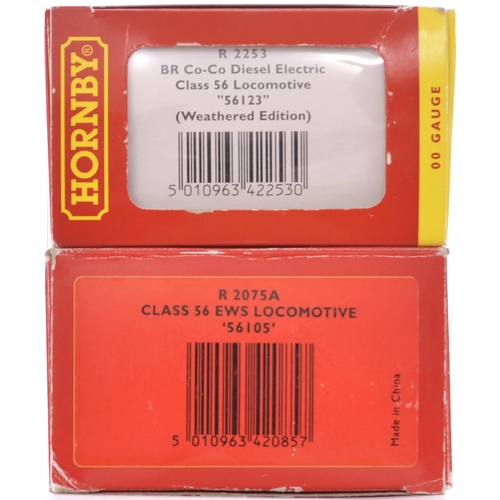 HORNBY®
R 2253
BR Co-Co Diesel Electric
Class 56 Locomotive
"56123"
(Weathered Edition)
5 010963 422530
00 GAUGE
R 2075A
CLASS 56 EWS LOCOMOTIVE
'56105'
5 010963 420857
Made in China